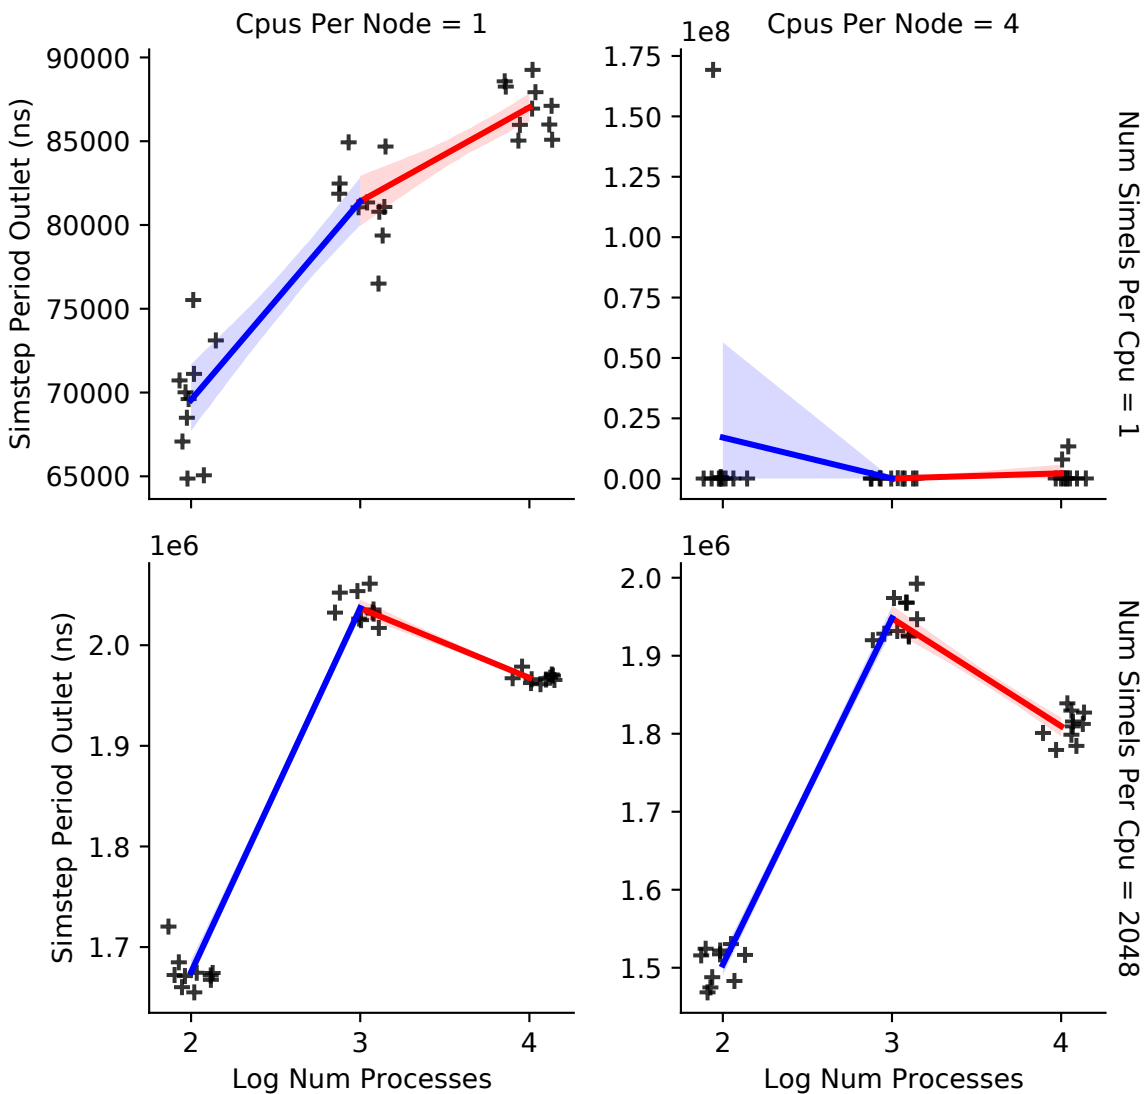 Cpus Per Node = 1
Cpus Per Node = 4
1e8
90000
85000
80000
75000
70000
65000
Simstep Period Outlet (ns)
1.75
1.50
1.25
1.00
0.75
0.50
0.25
0.00
Num Simels Per Cpu = 1
1e6
2.0
1.9
1.8
1.7
Simstep Period Outlet (ns)
2
3
4
Log Num Processes
1e6
2.0
1.9
1.8
1.7
1.6
1.5
2
3
4
Log Num Processes
Num Simels Per Cpu = 2048